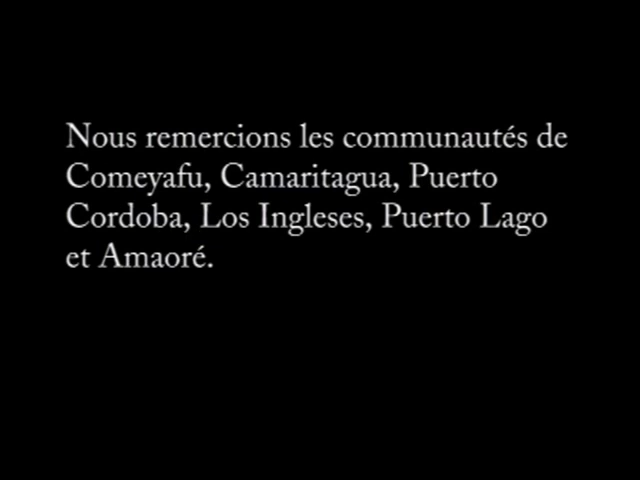 Nous remercions les communautés de
Comeyafu, Camaritagua, Puerto
Cordoba, Los Ingleses, Puerto Lago
et Amaoré.